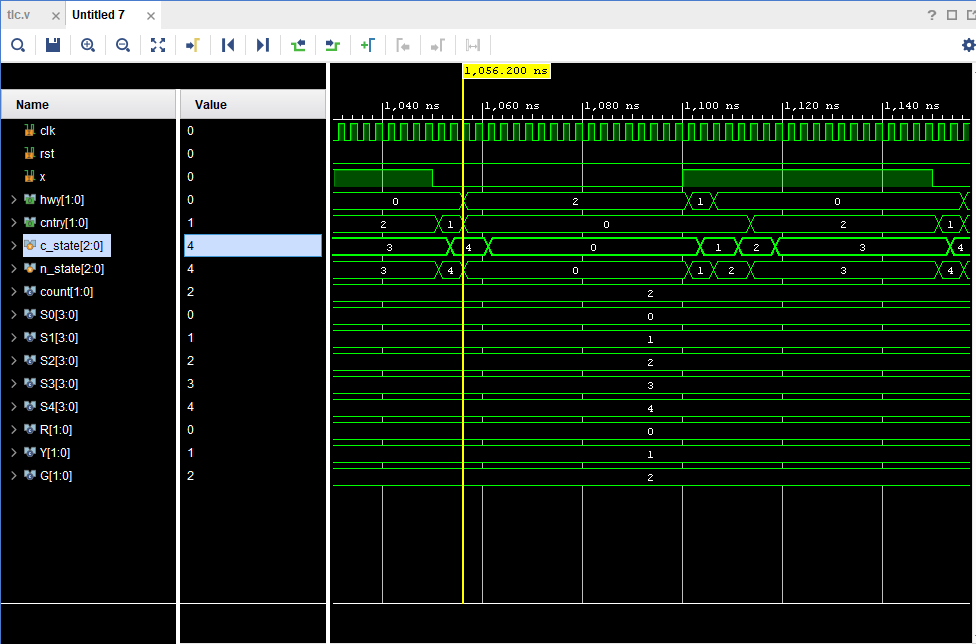 tlc.v × Untitled 7 ×
?
1,056.200 ns
Name Value 1,040 ns 1,060 ns 1,080 ns 1,100 ns 1,120 ns 1,140 ns
clk 0
rst 0
x 0
hwy[1:0] 0 0 2 1 0
cntry[1:0] 1 2 1 0 2 1
c_state[2:0] 4 3 4 0 1 2 3 4
n_state[2:0] 4 3 4 0 1 2 3 4
count[1:0] 2 2
S0[3:0] 0 0
S1[3:0] 1 1
S2[3:0] 2 2
S3[3:0] 3 3
S4[3:0] 4 4
R[1:0] 0 0
Y[1:0] 1 1
G[1:0] 2 2